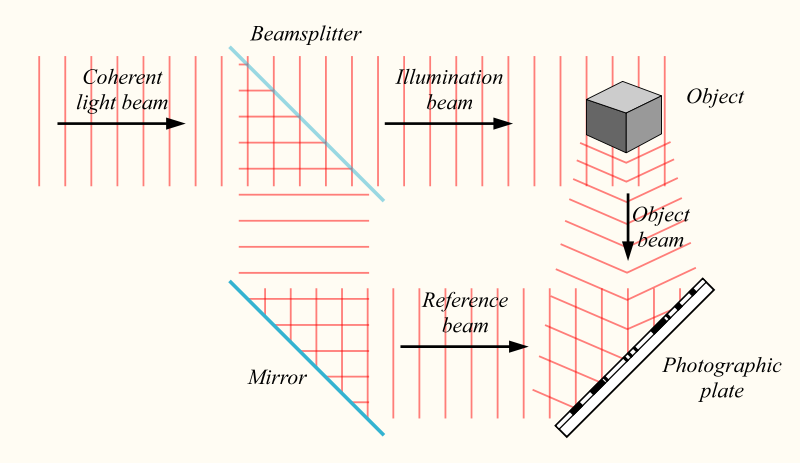 Beamsplitter
Coherent
light beam
Illumination
beam
Object
Object
beam
Reference
beam
Mirror
Photographic
plate